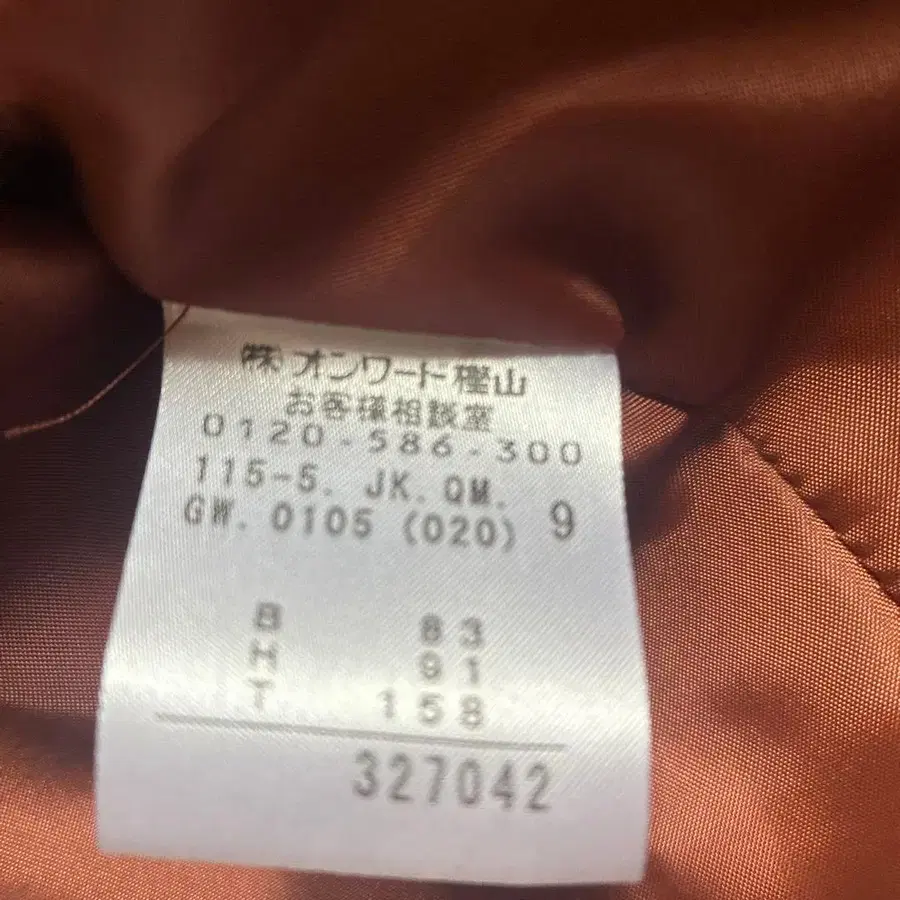 ㈱オンワード樫山
お客様相談室
0120-586-300
115-5. JK. QM.
GW. 0105 (020) 9
B 83
H 91
T 158
327042